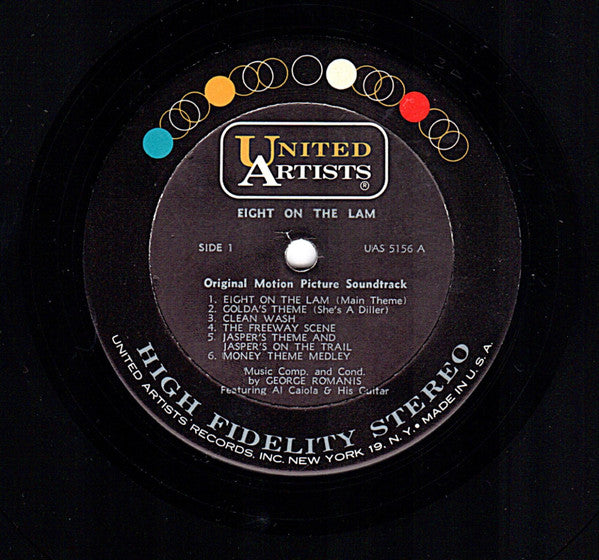 UNITED
ARTISTS
®
EIGHT ON THE LAM
SIDE 1
UAS 5156 A
Original Motion Picture Soundtrack
1. EIGHT ON THE LAM (Main Theme)
2. GOLDA'S THEME (She's A Diller)
3. CLEAN WASH
4. THE FREEWAY SCENE
5. JASPER'S THEME AND
JASPER'S ON THE TRAIL
6. MONEY THEME MEDLEY
Music Comp. and Cond.
by GEORGE ROMANIS
Featuring Al Caiola & His Guitar
HIGH FIDELITY STEREO
UNITED ARTISTS RECORDS, INC. NEW YORK 19, N.Y. • MADE IN U.S.A.